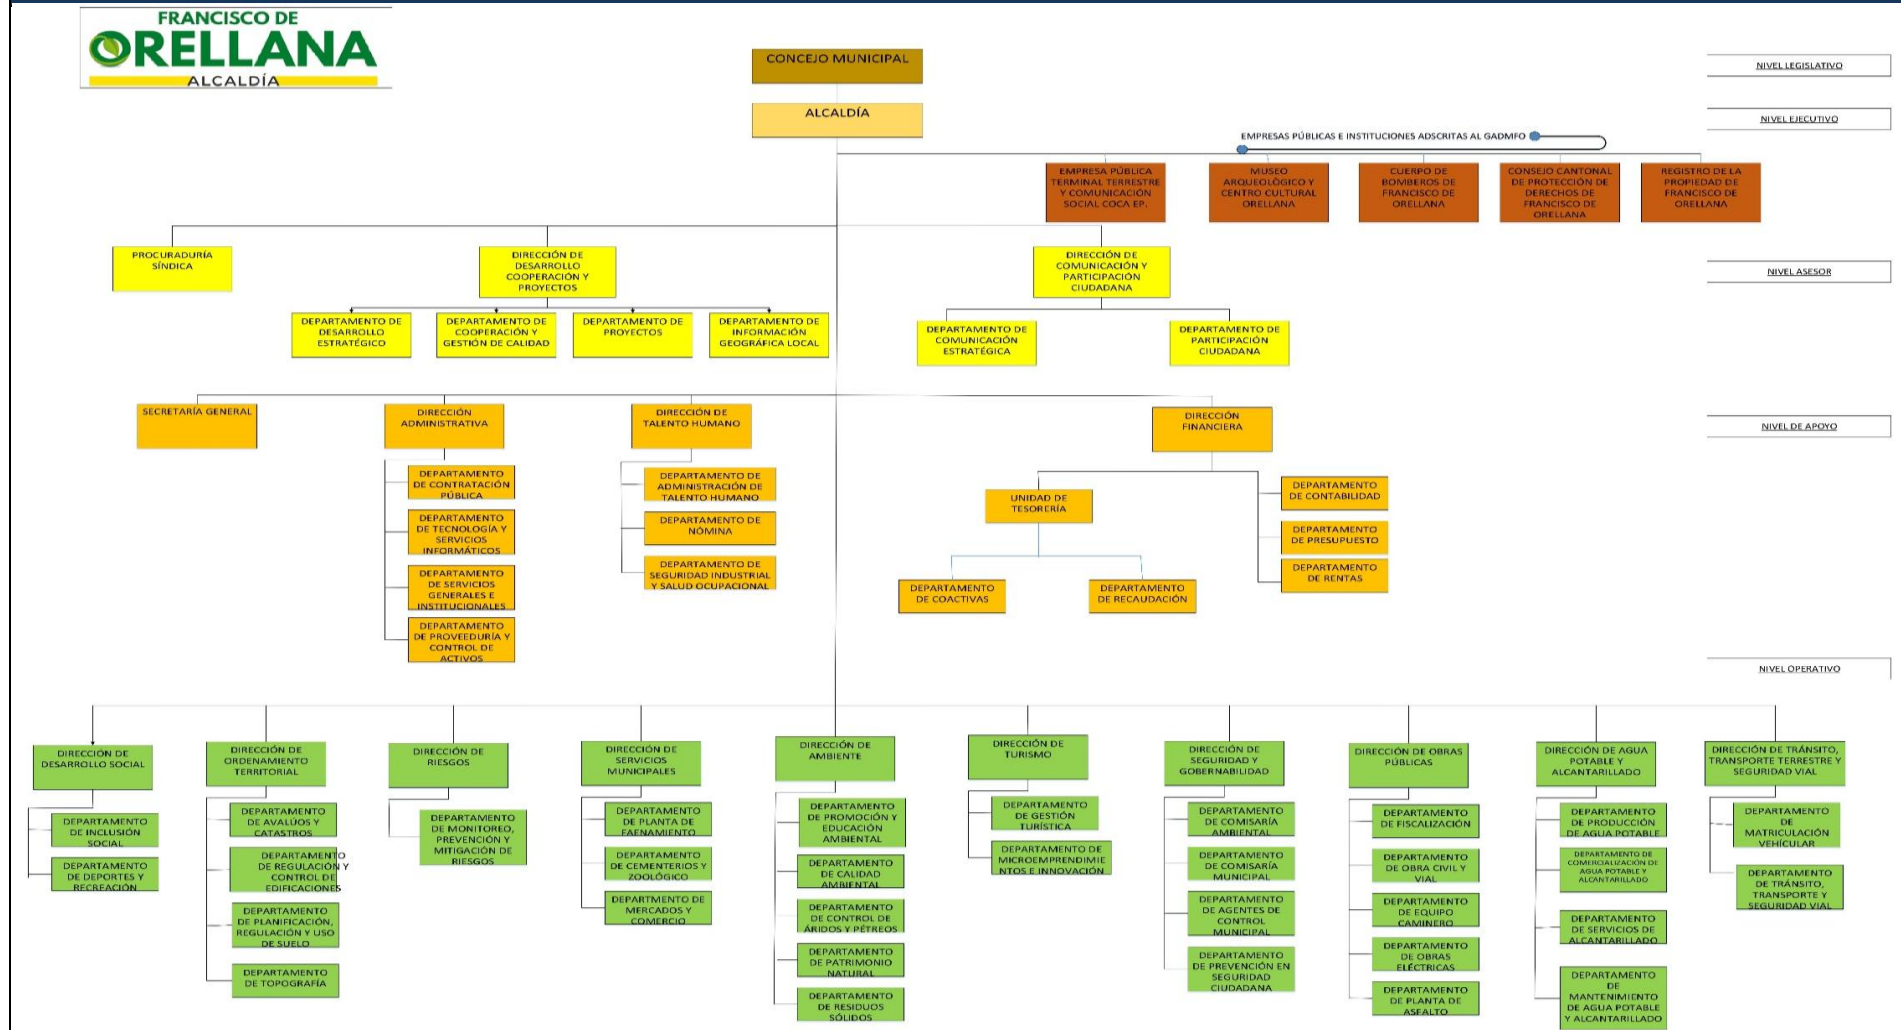 FRANCISCO DE
ORELLANA
ALCALDÍA
CONCEJO MUNICIPAL
NIVEL LEGISLATIVO
ALCALDÍA
NIVEL EJECUTIVO
EMPRESAS PÚBLICAS E INSTITUCIONES ADSCRITAS AL GADMFO
EMPRESA PÚBLICA
TERMINAL TERRESTRE
Y COMUNICACIÓN
SOCIAL COCA EP.
MUSEO
ARQUEOLÓGICO Y
CENTRO CULTURAL
ORELLANA
CUERPO DE
BOMBEROS DE
FRANCISCO DE
ORELLANA
CONSEJO CANTONAL
DE PROTECCIÓN DE
DERECHOS DE
FRANCISCO DE
ORELLANA
REGISTRO DE LA
PROPIEDAD DE
FRANCISCO DE
ORELLANA
PROCURADURÍA
SÍNDICA
DIRECCIÓN DE
DESARROLLO
COOPERACIÓN Y
PROYECTOS
DIRECCIÓN DE
COMUNICACIÓN Y
PARTICIPACIÓN
CIUDADANA
NIVEL ASESOR
DEPARTAMENTO DE
DESARROLLO
ESTRATÉGICO
DEPARTAMENTO DE
COOPERACIÓN Y
GESTIÓN DE CALIDAD
DEPARTAMENTO DE
PROYECTOS
DEPARTAMENTO DE
INFORMACIÓN
GEOGRÁFICA LOCAL
DEPARTAMENTO DE
COMUNICACIÓN
ESTRATÉGICA
DEPARTAMENTO DE
PARTICIPACIÓN
CIUDADANA
SECRETARÍA GENERAL
DIRECCIÓN
ADMINISTRATIVA
DIRECCIÓN DE
TALENTO HUMANO
DIRECCIÓN
FINANCIERA
NIVEL DE APOYO
DEPARTAMENTO
DE CONTRATACIÓN
PÚBLICA
DEPARTAMENTO
DE TECNOLOGÍA Y
SERVICIOS
INFORMÁTICOS
DEPARTAMENTO
DE SERVICIOS
GENERALES E
INSTITUCIONALES
DEPARTAMENTO
DE PROVEEDURÍA Y
CONTROL DE
ACTIVOS
DEPARTAMENTO DE
ADMINISTRACIÓN DE
TALENTO HUMANO
DEPARTAMENTO DE
NÓMINA
DEPARTAMENTO DE
SEGURIDAD INDUSTRIAL
Y SALUD OCUPACIONAL
UNIDAD DE
TESORERÍA
DEPARTAMENTO
DE COACTIVAS
DEPARTAMENTO
DE RECAUDACIÓN
DEPARTAMENTO
DE CONTABILIDAD
DEPARTAMENTO
DE PRESUPUESTO
DEPARTAMENTO
DE RENTAS
NIVEL OPERATIVO
DIRECCIÓN DE
DESARROLLO SOCIAL
DEPARTAMENTO
DE INCLUSIÓN
SOCIAL
DEPARTAMENTO
DE DEPORTES Y
RECREACIÓN
DIRECCIÓN DE
ORDENAMIENTO
TERRITORIAL
DEPARTAMENTO
DE AVALÚOS Y
CATASTROS
DEPARTAMENTO
DE REGULACIÓN Y
CONTROL DE
EDIFICACIONES
DEPARTAMENTO
DE PLANIFICACIÓN,
REGULACIÓN Y USO
DE SUELO
DEPARTAMENTO
DE TOPOGRAFÍA
DIRECCIÓN DE
RIESGOS
DEPARTAMENTO
DE MONITOREO,
PREVENCIÓN Y
MITIGACIÓN DE
RIESGOS
DIRECCIÓN DE
SERVICIOS
MUNICIPALES
DEPARTAMENTO
DE PLANTA DE
FAENAMIENTO
DEPARTAMENTO
DE CEMENTERIOS Y
ZOOLÓGICO
DEPARTMENTO DE
MERCADOS Y
COMERCIO
DIRECCIÓN DE
AMBIENTE
DEPARTAMENTO
DE PROMOCIÓN Y
EDUCACIÓN
AMBIENTAL
DEPARTAMENTO
DE CALIDAD
AMBIENTAL
DEPARTAMENTO
DE CONTROL DE
ÁRIDOS Y PÉTREOS
DEPARTAMENTO
DE PATRIMONIO
NATURAL
DEPARTAMENTO
DE RESIDUOS
SÓLIDOS
DIRECCIÓN DE
TURISMO
DEPARTAMENTO
DE GESTIÓN
TURÍSTICA
DEPARTAMENTO DE
MICROEMPRENDIMIE
NTOS E INNOVACIÓN
DIRECCIÓN DE
SEGURIDAD Y
GOBERNABILIDAD
DEPARTAMENTO
DE COMISARÍA
AMBIENTAL
DEPARTAMENTO
DE COMISARÍA
MUNICIPAL
DEPARTAMENTO
DE AGENTES DE
CONTROL
MUNICIPAL
DEPARTAMENTO
DE PREVENCIÓN EN
SEGURIDAD
CIUDADANA
DIRECCIÓN DE OBRAS
PÚBLICAS
DEPARTAMENTO
DE FISCALIZACIÓN
DEPARTAMENTO
DE OBRA CIVIL Y
VIAL
DEPARTAMENTO
DE EQUIPO
CAMINERO
DEPARTAMENTO
DE OBRAS
ELÉCTRICAS
DEPARTAMENTO
DE PLANTA DE
ASFALTO
DIRECCIÓN DE AGUA
POTABLE Y
ALCANTARILLADO
DEPARTAMENTO
DE PRODUCCIÓN
DE AGUA POTABLE
DEPARTAMENTO DE
COMERCIALIZACIÓN DE
AGUA POTABLE Y
ALCANTARILLADO
DEPARTAMENTO
DE SERVICIOS DE
ALCANTARILLADO
DEPARTAMENTO
DE
MANTENIMIENTO
DE AGUA POTABLE
Y ALCANTARILLADO
DIRECCIÓN DE TRÁNSITO,
TRANSPORTE TERRESTRE Y
SEGURIDAD VIAL
DEPARTAMENTO
DE
MATRICULACIÓN
VEHÍCULAR
DEPARTAMENTO
DE TRÁNSITO,
TRANSPORTE Y
SEGURIDAD VIAL